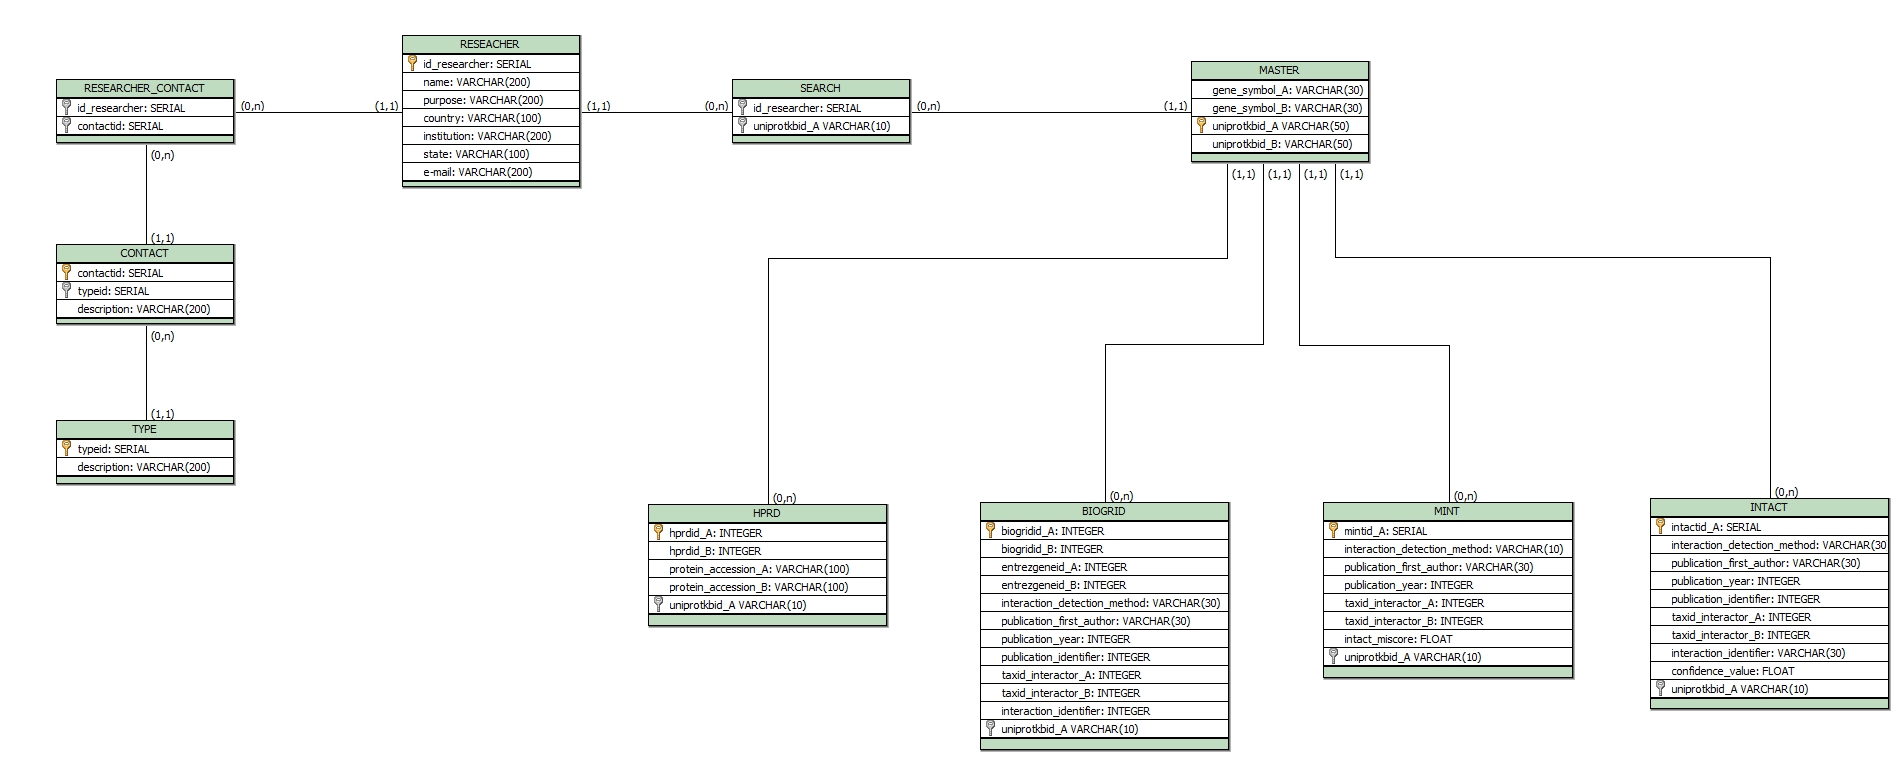 RESEACHER
id_researcher: SERIAL
name: VARCHAR(200)
purpose: VARCHAR(200)
country: VARCHAR(100)
institution: VARCHAR(200)
state: VARCHAR(100)
e-mail: VARCHAR(200)
RESEARCHER_CONTACT
id_researcher: SERIAL
contactid: SERIAL
(0,n)
(1,1)
(1,1)
(0,n)
SEARCH
id_researcher: SERIAL
uniprotkbid_A VARCHAR(10)
(0,n)
(1,1)
MASTER
gene_symbol_A: VARCHAR(30)
gene_symbol_B: VARCHAR(30)
uniprotkbid_A VARCHAR(50)
uniprotkbid_B: VARCHAR(50)
(1,1)
(1,1)
(1,1)
(1,1)
(0,n)
(1,1)
CONTACT
contactid: SERIAL
typeid: SERIAL
description: VARCHAR(200)
(0,n)
(1,1)
TYPE
typeid: SERIAL
description: VARCHAR(200)
(0,n)
HPRD
hprdid_A: INTEGER
hprdid_B: INTEGER
protein_accession_A: VARCHAR(100)
protein_accession_B: VARCHAR(100)
uniprotkbid_A VARCHAR(10)
(0,n)
BIOGRID
biogridid_A: INTEGER
biogridid_B: INTEGER
entrezgeneid_A: INTEGER
entrezgeneid_B: INTEGER
interaction_detection_method: VARCHAR(30)
publication_first_author: VARCHAR(30)
publication_year: INTEGER
publication_identifier: INTEGER
taxid_interactor_A: INTEGER
taxid_interactor_B: INTEGER
interaction_identifier: INTEGER
uniprotkbid_A VARCHAR(10)
(0,n)
MINT
mintid_A: SERIAL
interaction_detection_method: VARCHAR(10)
publication_first_author: VARCHAR(30)
publication_year: INTEGER
taxid_interactor_A: INTEGER
taxid_interactor_B: INTEGER
intact_miscore: FLOAT
uniprotkbid_A VARCHAR(10)
(0,n)
INTACT
intactid_A: SERIAL
interaction_detection_method: VARCHAR(30
publication_first_author: VARCHAR(30)
publication_year: INTEGER
publication_identifier: INTEGER
taxid_interactor_A: INTEGER
taxid_interactor_B: INTEGER
interaction_identifier: VARCHAR(30)
confidence_value: FLOAT
uniprotkbid_A VARCHAR(10)